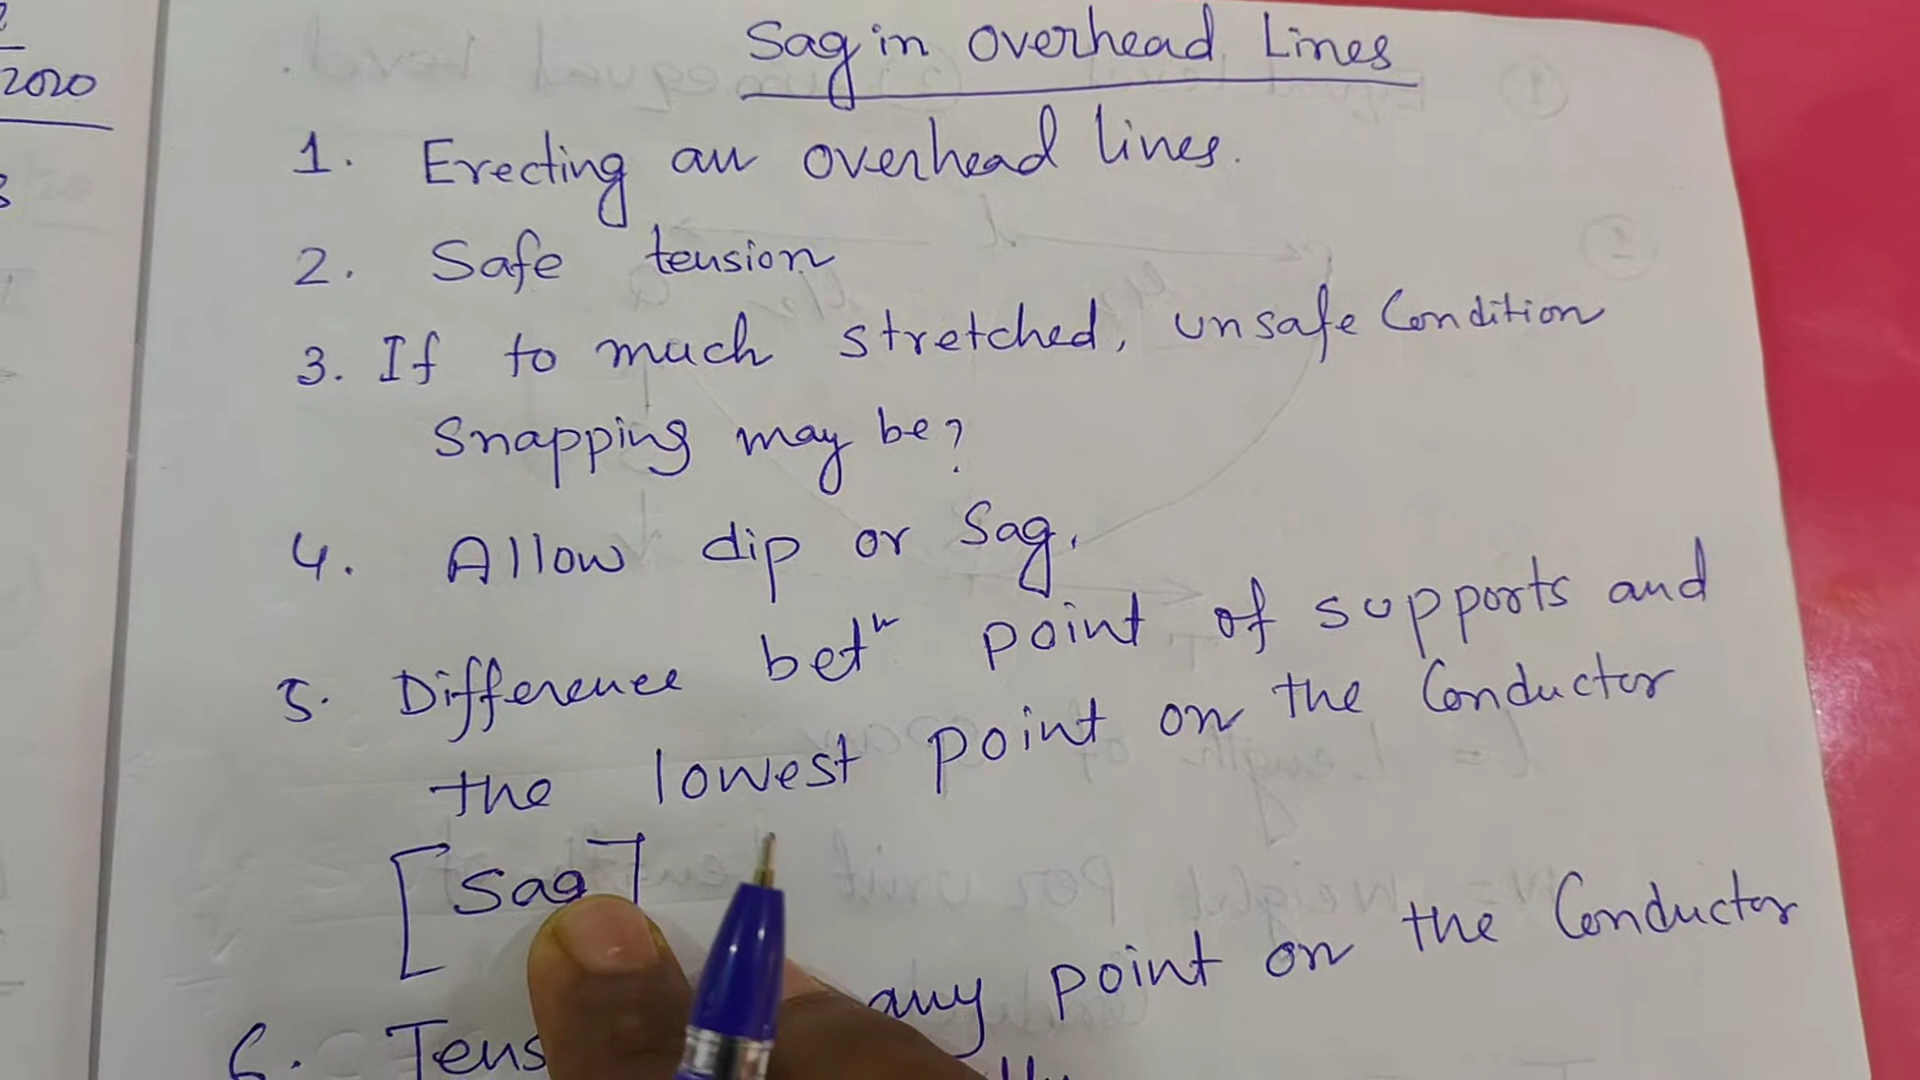 2020
Sag in overhead Lines
1. Erecting an overhead lines.
2. Safe tension
3. If to much stretched, unsafe Condition
Snapping may be?
4. Allow dip or Sag.
5. Difference betⁿ point of supports and
the lowest point on the Conductor
[Sag]
6. Tens any point on the Conductor